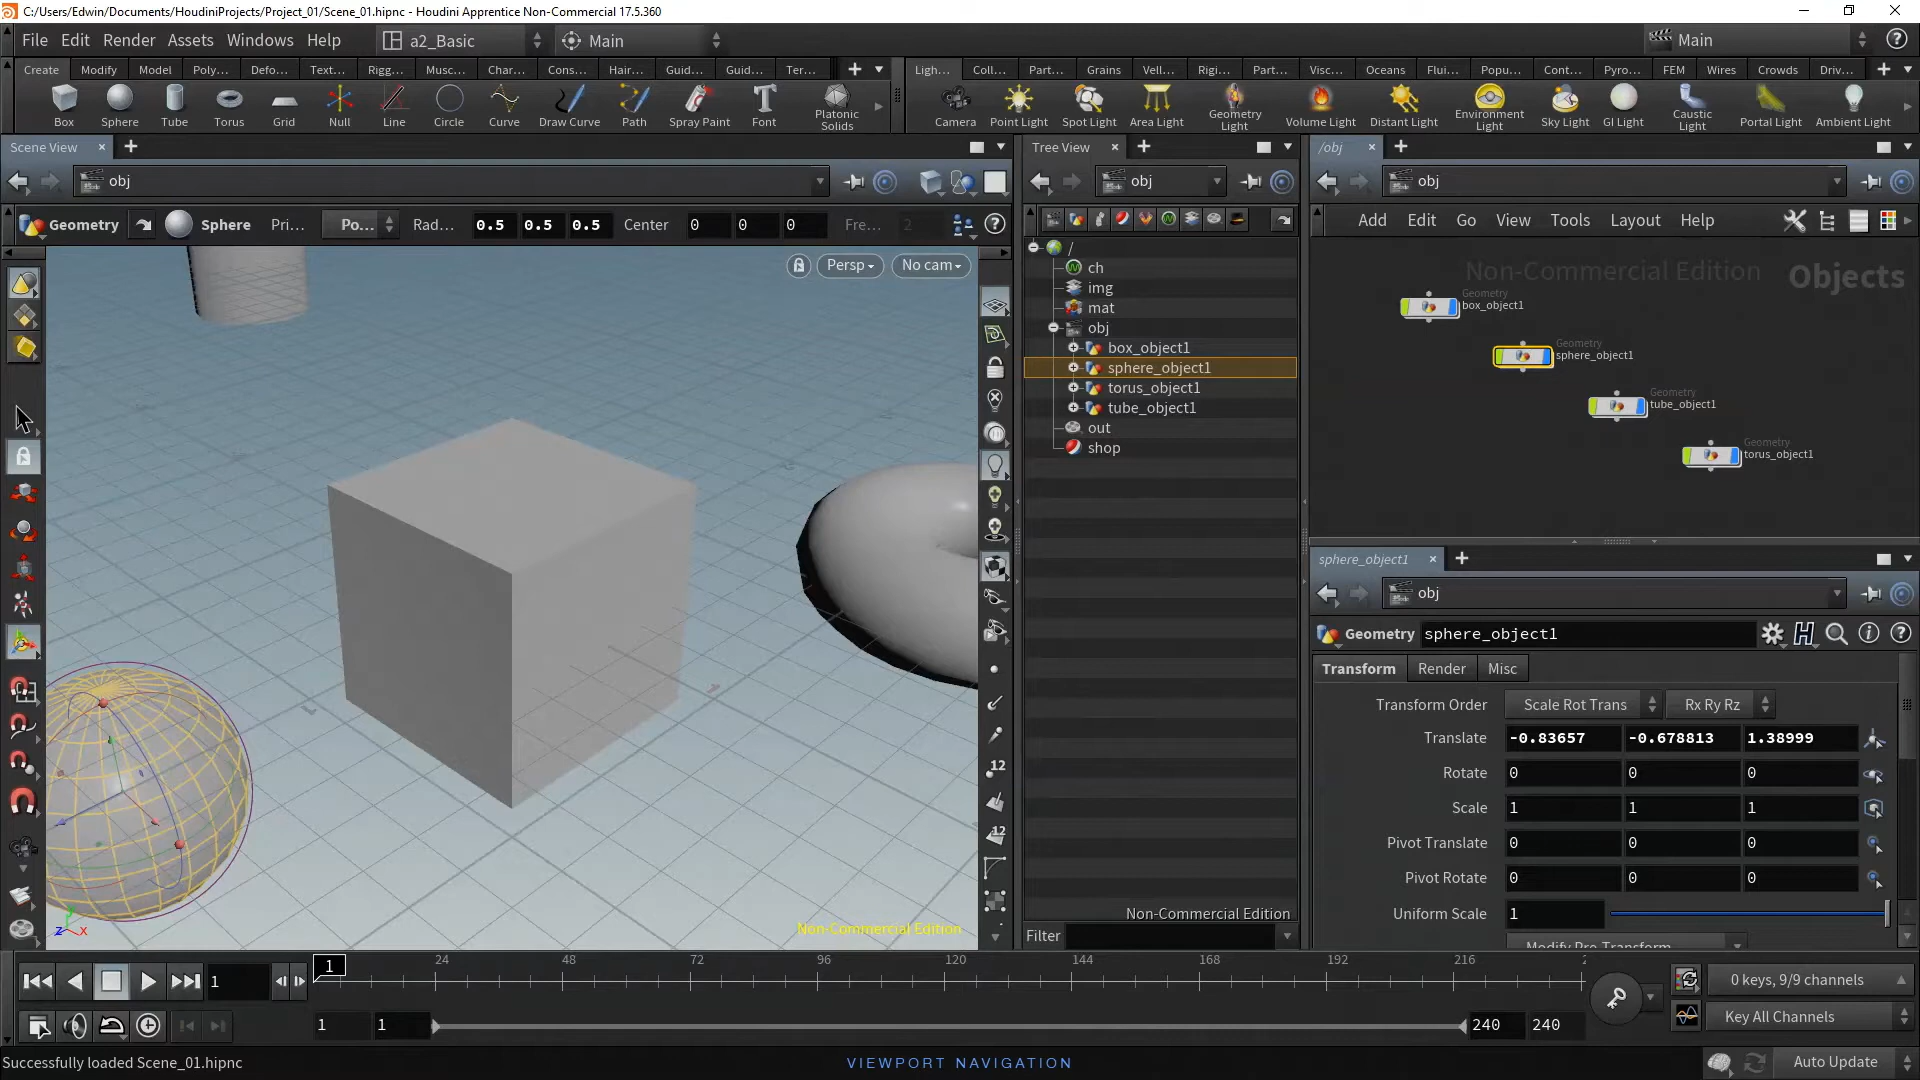 C:/Users/Edwin/Documents/HoudiniProjects/Project_01/Scene_01.hipnc - Houdini Apprentice Non-Commercial 17.5.360
File Edit Render Assets Windows Help a2_Basic Main Main
Create Modify Model Poly... Defo... Text... Rigg... Musc... Char... Cons... Hair... Guid... Guid... Ter... Ligh... Coll... Part... Grains Vell... Rigi... Part... Visc... Oceans Flui... Popu... Cont... Pyro... FEM Wires Crowds Driv...
Box Sphere Tube Torus Grid Null Line Circle Curve Draw Curve Path Spray Paint Font Platonic Solids Camera Point Light Spot Light Area Light Geometry Light Volume Light Distant Light Environment Light Sky Light GI Light Caustic Light Portal Light Ambient Light
Scene View Tree View /obj
obj obj obj
Geometry Sphere Pri... Po... Rad... 0.5 0.5 0.5 Center 0 0 0 Fre... 2
Add Edit Go View Tools Layout Help
Persp No cam
/
ch
img
mat
obj
box_object1
sphere_object1
torus_object1
tube_object1
out
shop
Non-Commercial Edition Objects
Geometry
box_object1
Geometry
sphere_object1
Geometry
tube_object1
Geometry
torus_object1
12
12
z x
Non-Commercial Edition
Non-Commercial Edition
Filter
sphere_object1
obj
Geometry sphere_object1
Transform Render Misc
Transform Order Scale Rot Trans Rx Ry Rz
Translate -0.83657 -0.678813 1.38999
Rotate 0 0 0
Scale 1 1 1
Pivot Translate 0 0 0
Pivot Rotate 0 0 0
Uniform Scale 1
Modify Pre-Transform
1 1 24 48 72 96 120 144 168 192 216 2
0 keys, 9/9 channels
1 1 240 240
Key All Channels
Successfully loaded Scene_01.hipnc
VIEWPORT NAVIGATION
Auto Update